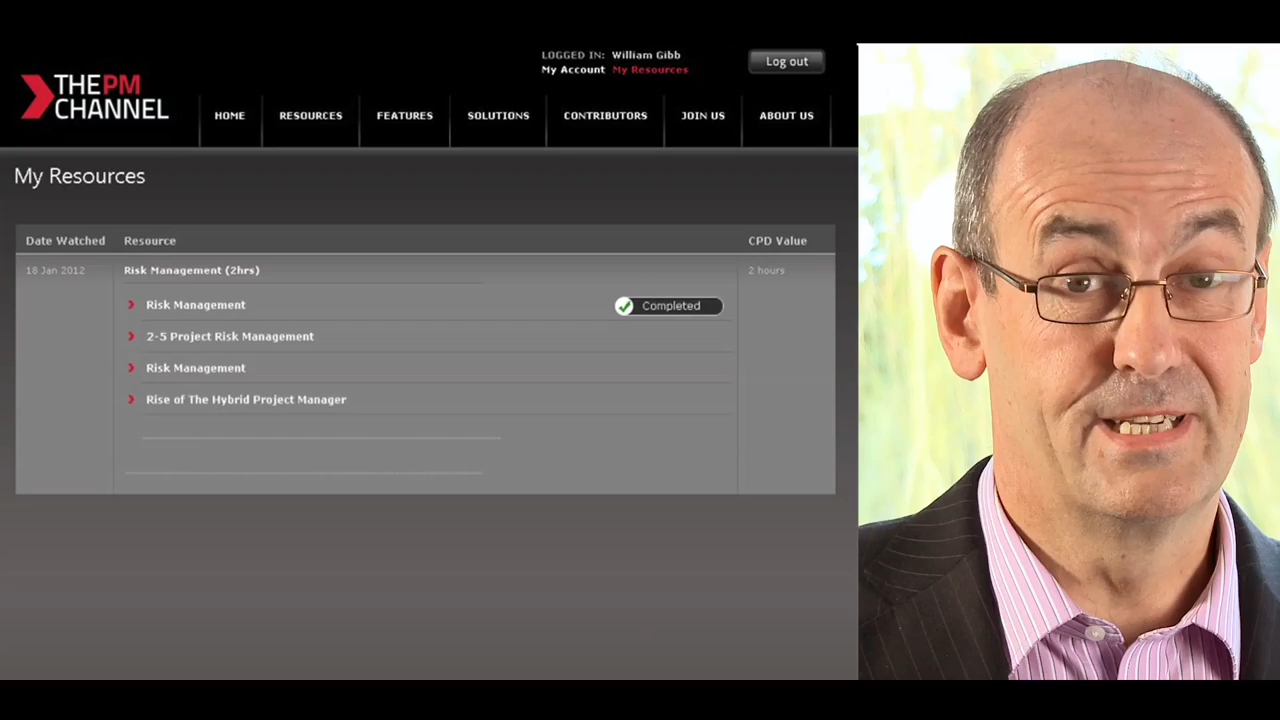 LOGGED IN: William Gibb
My Account My Resources
Log out
THEPM
CHANNEL
HOME RESOURCES FEATURES SOLUTIONS CONTRIBUTORS JOIN US ABOUT US
My Resources
Date Watched Resource CPD Value
18 Jan 2012 Risk Management (2hrs) 2 hours
Risk Management Completed
2-5 Project Risk Management
Risk Management
Rise of The Hybrid Project Manager